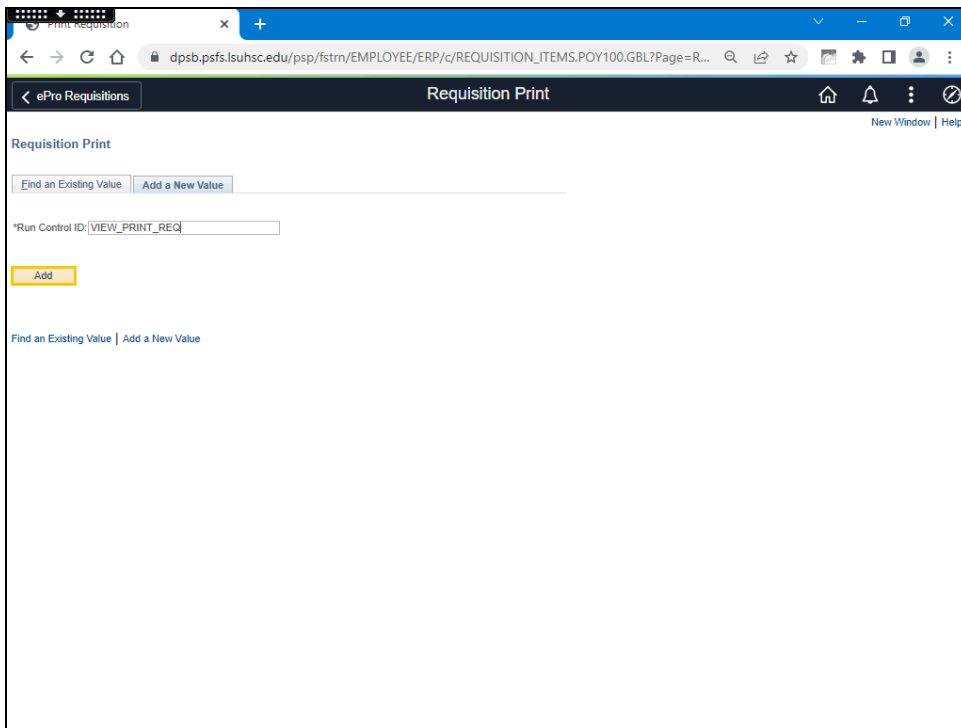 Print Requisition
dpsb.psfs.lsuhsc.edu/psp/fstrn/EMPLOYEE/ERP/c/REQUISITION_ITEMS.POY100.GBL?Page=R...
ePro Requisitions
Requisition Print
New Window | Help
Requisition Print
Find an Existing Value
Add a New Value
*Run Control ID: VIEW_PRINT_REQ
Add
Find an Existing Value | Add a New Value